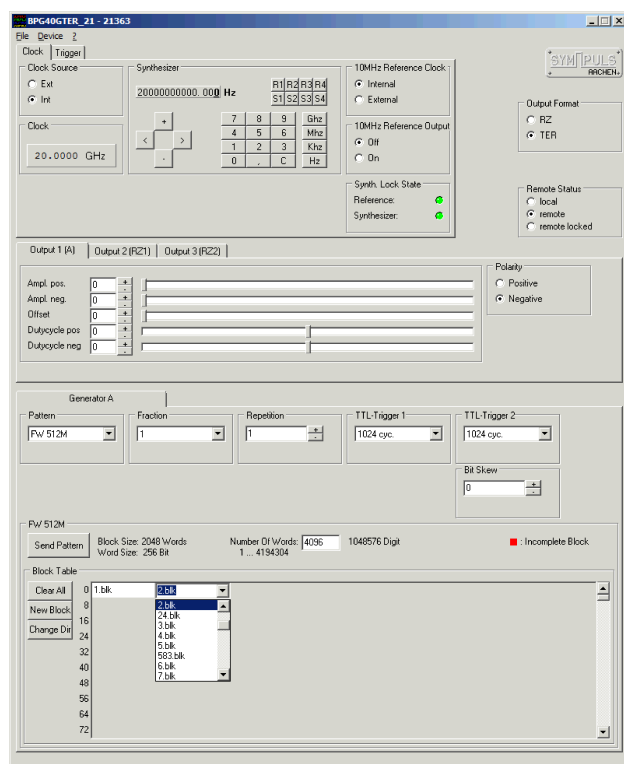 BPG40GTER_21 - 21363
File Device ?
Clock Trigger
Clock Source
Ext
Int
Clock
20.0000 GHz
Synthesizer
20000000000.000 Hz
R1 R2 R3 R4
S1 S2 S3 S4
+
< >
-
7 8 9 Ghz
4 5 6 Mhz
1 2 3 Khz
0 , C Hz
10MHz Reference Clock
Internal
External
10MHz Reference Output
Off
On
Synth. Lock State
Reference:
Synthesizer:
SYMPULS
AACHEN
Output Format
RZ
TER
Remote Status
local
remote
remote locked
Output 1 (A) Output 2 (RZ1) Output 3 (RZ2)
Ampl. pos. 0 + -
Ampl. neg. 0 + -
Offset 0 + -
Dutycycle pos 0 + -
Dutycycle neg 0 + -
Polarity
Positive
Negative
Generator A
Pattern
FW 512M
Fraction
1
Repetition
1 + -
TTL-Trigger 1
1024 cyc.
TTL-Trigger 2
1024 cyc.
Bit Skew
0 + -
FW 512M
Send Pattern
Block Size: 2048 Words
Word Size: 256 Bit
Number Of Words: 4096
1 ... 4194304
1048576 Digit
: Incomplete Block
Block Table
Clear All
New Block
Change Dir
0 1.blk 2.blk
8
16
24
32
40
48
56
64
72
2.blk
24.blk
3.blk
4.blk
5.blk
583.blk
6.blk
7.blk